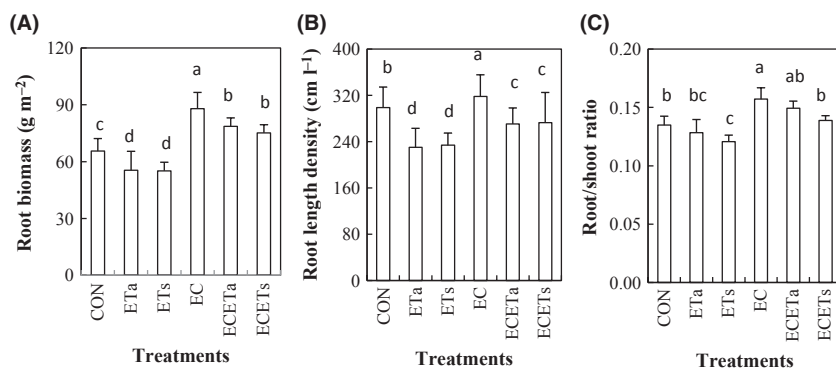 (A)
Root biomass (g m⁻²)
120
90
60
30
0
c
d
d
a
b
b
CON
ETa
ETs
EC
ECETa
ECETs
Treatments
(B)
Root length density (cm l⁻¹)
400
320
240
160
80
0
b
d
d
a
c
c
CON
ETa
ETs
EC
ECETa
ECETs
Treatments
(C)
Root/shoot ratio
0.20
0.15
0.10
0.05
0.00
b
bc
c
a
ab
b
CON
ETa
ETs
EC
ECETa
ECETs
Treatments